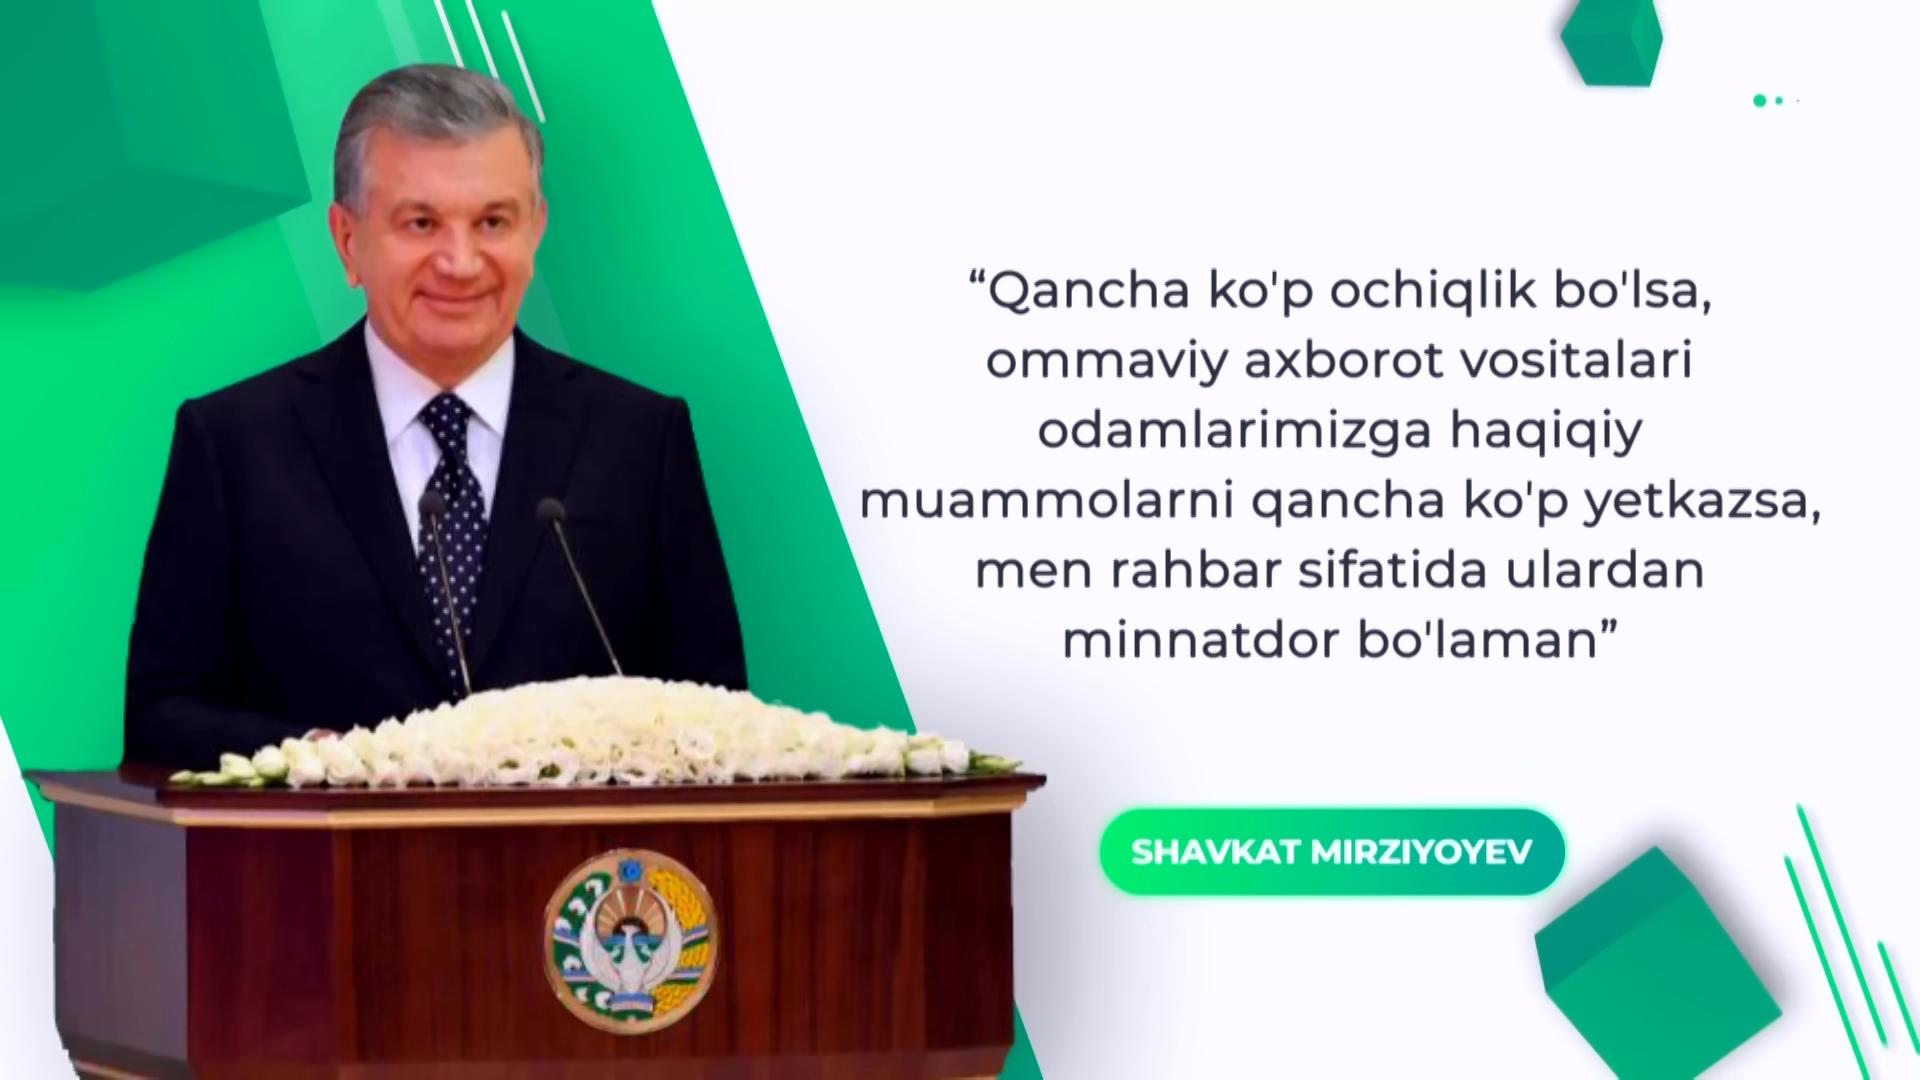 “Qancha ko'p ochiqlik bo'lsa,
ommaviy axborot vositalari
odamlarimizga haqiqiy
muammolarni qancha ko'p yetkazsa,
men rahbar sifatida ulardan
minnatdor bo'laman”
SHAVKAT MIRZIYOYEV